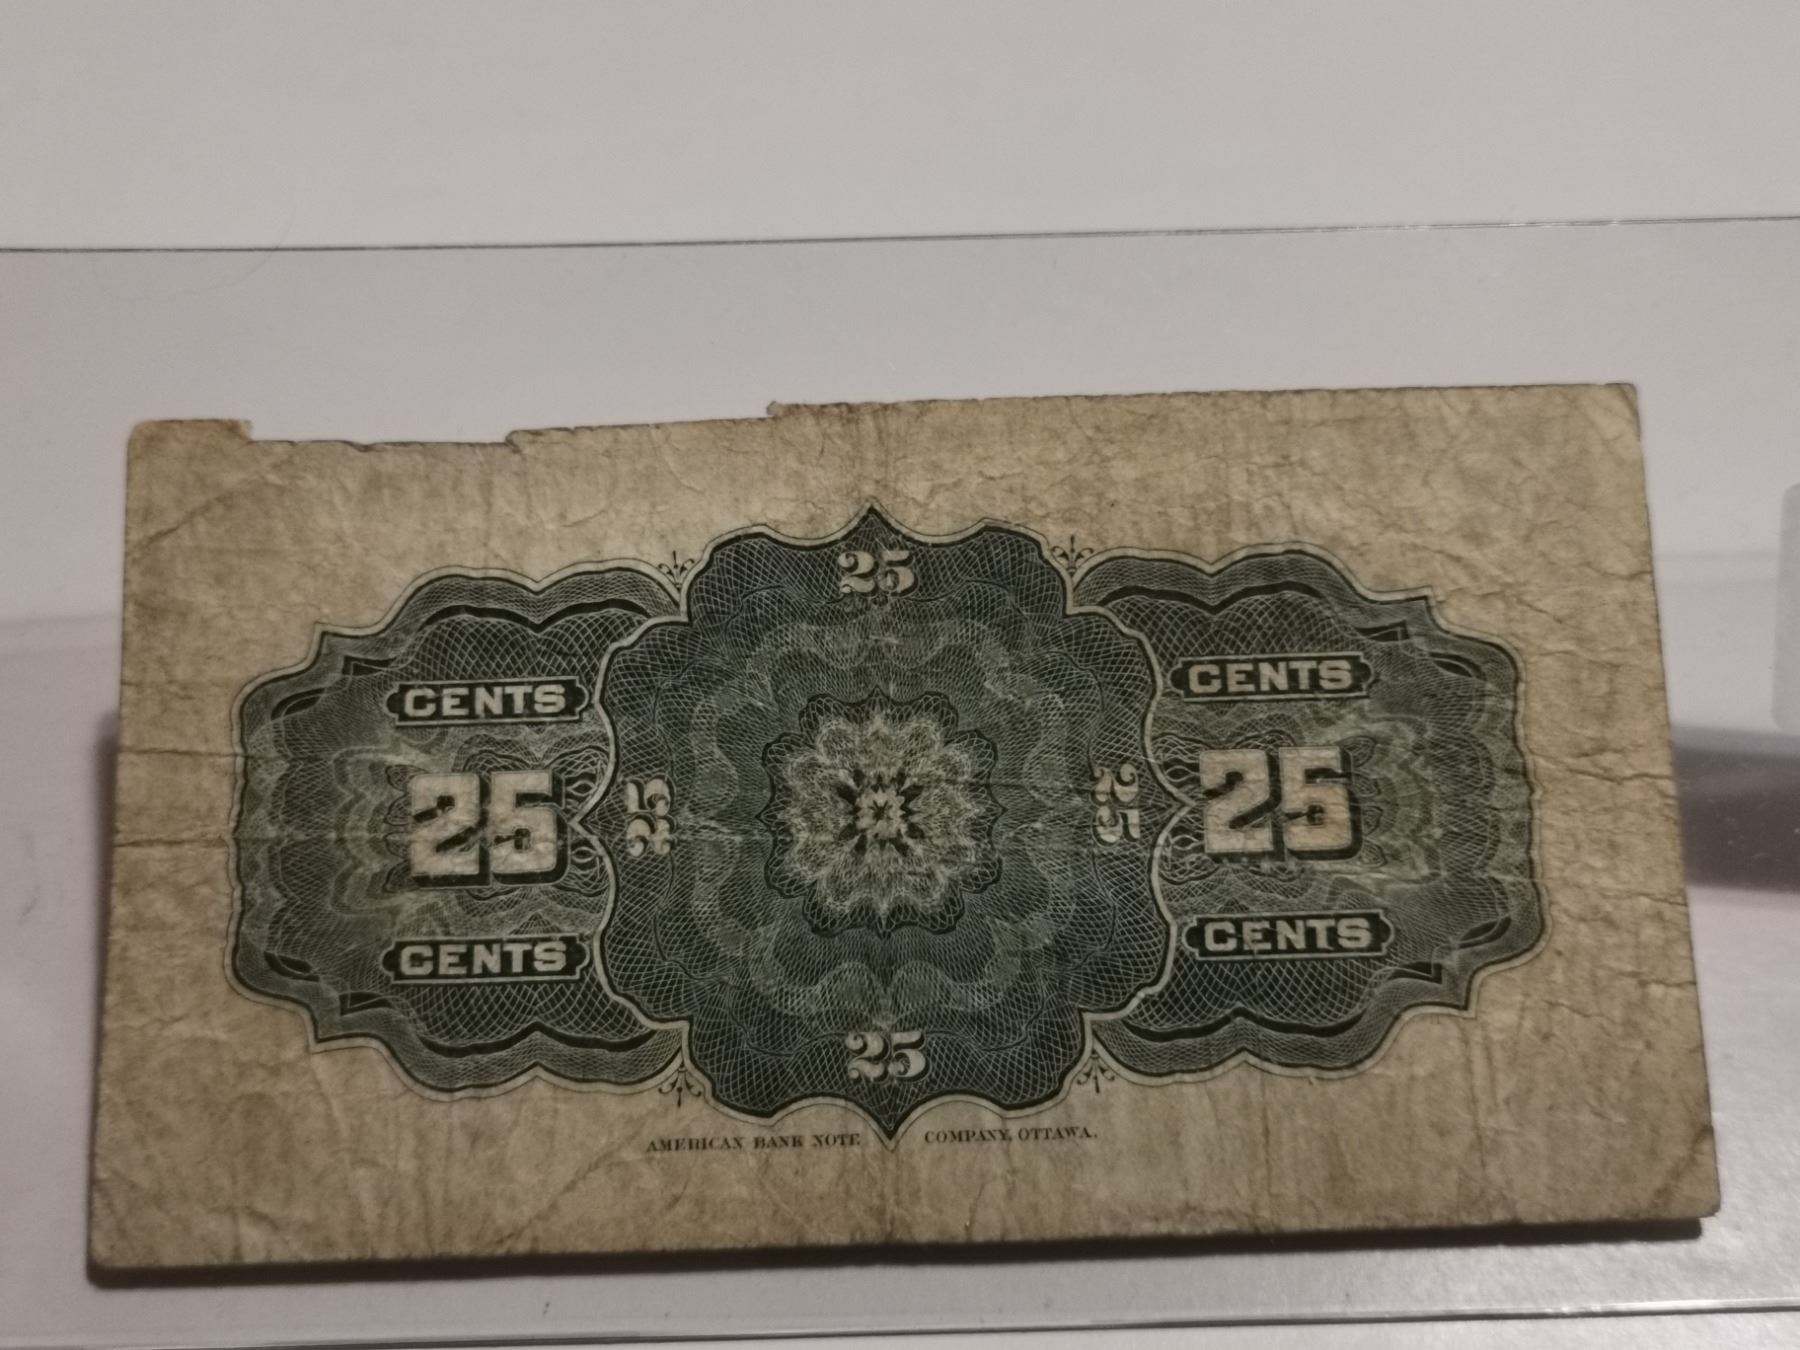 25
CENTS CENTS
25 25 25 25
CENTS CENTS
25
AMERICAN BANK NOTE COMPANY, OTTAWA.